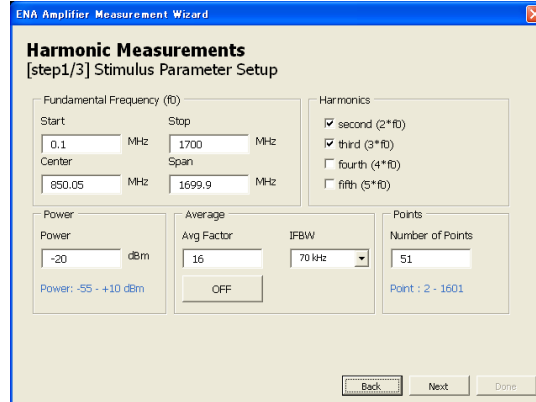 ENA Amplifier Measurement Wizard
Harmonic Measurements
[step1/3] Stimulus Parameter Setup
Fundamental Frequency (f0)
Start
Stop
0.1 MHz
1700 MHz
Center
Span
850.05 MHz
1699.9 MHz
Harmonics
second (2*f0)
third (3*f0)
fourth (4*f0)
fifth (5*f0)
Power
Power
-20 dBm
Power: -55 - +10 dBm
Average
Avg Factor
IFBW
16
70 kHz
OFF
Points
Number of Points
51
Point : 2 - 1601
Back
Next
Done